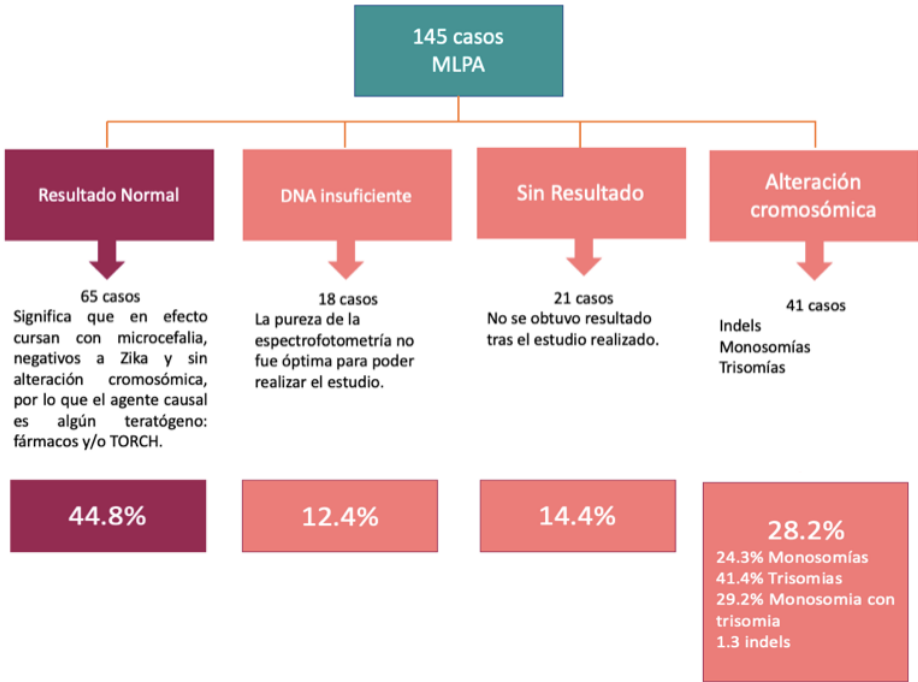 145 casos
MLPA
Resultado Normal
DNA insuficiente
Sin Resultado
Alteración
cromosómica
65 casos
Significa que en efecto
cursan con microcefalia,
negativos a Zika y sin
alteración cromosómica,
por lo que el agente causal
es algún teratógeno:
fármacos y/o TORCH.
18 casos
La pureza de la
espectrofotometría no
fue óptima para poder
realizar el estudio.
21 casos
No se obtuvo resultado
tras el estudio realizado.
41 casos
Indels
Monosomías
Trisomías
44.8%
12.4%
14.4%
28.2%
24.3% Monosomías
41.4% Trisomias
29.2% Monosomia con
trisomia
1.3 indels